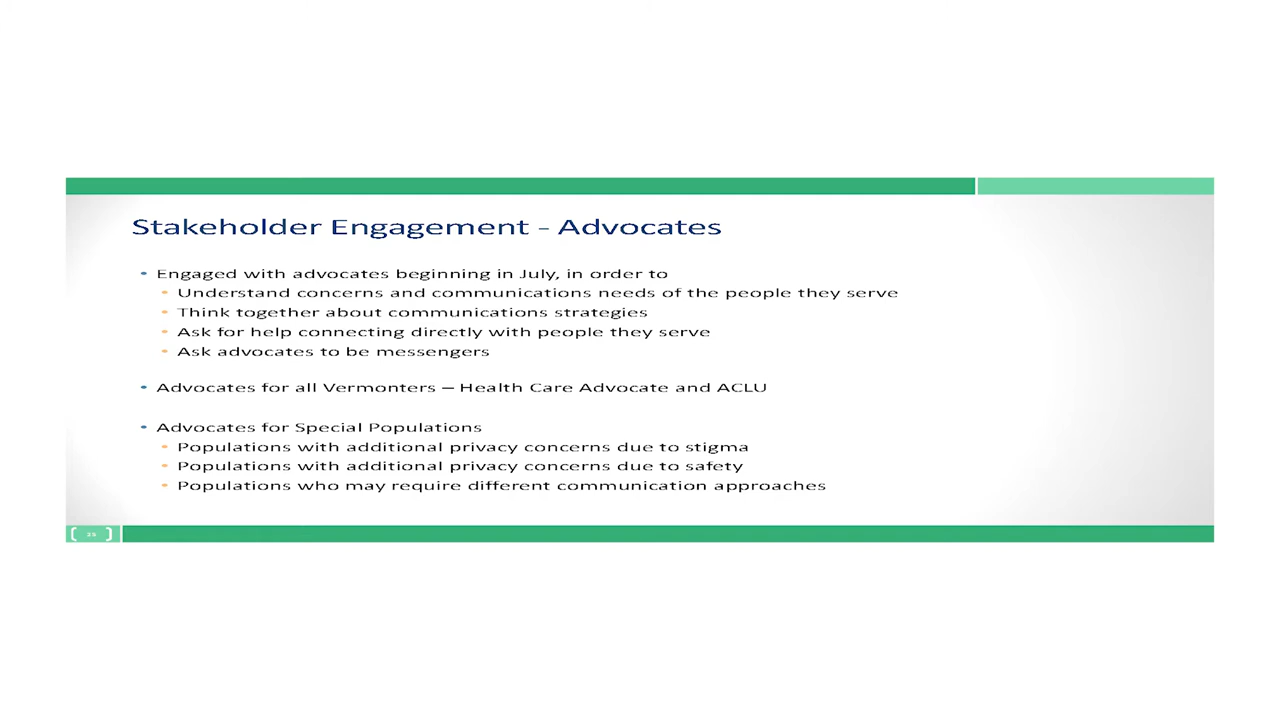 Stakeholder Engagement - Advocates
• Engaged with advocates beginning in July, in order to
• Understand concerns and communications needs of the people they serve
• Think together about communications strategies
• Ask for help connecting directly with people they serve
• Ask advocates to be messengers
• Advocates for all Vermonters – Health Care Advocate and ACLU
• Advocates for Special Populations
• Populations with additional privacy concerns due to stigma
• Populations with additional privacy concerns due to safety
• Populations who may require different communication approaches